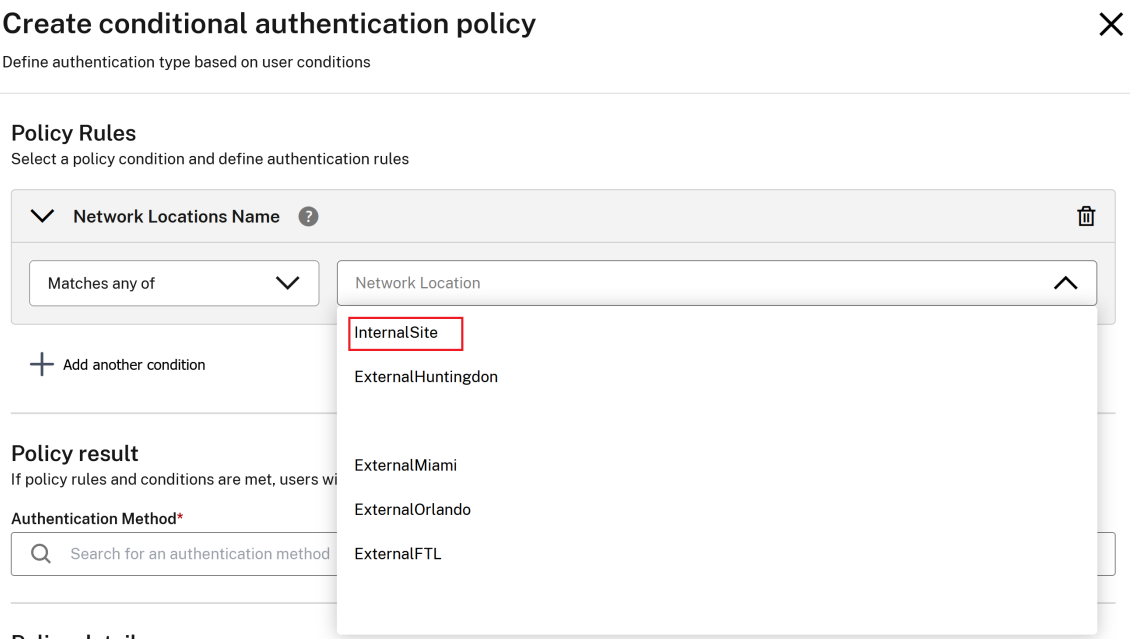 Create conditional authentication policy
Define authentication type based on user conditions
Policy Rules
Select a policy condition and define authentication rules
Network Locations Name ?
Matches any of
Network Location
InternalSite
ExternalHuntingdon
Add another condition
ExternalMiami
ExternalOrlando
ExternalFTL
Policy result
If policy rules and conditions are met, users
Authentication Method*
Search for an authentication method